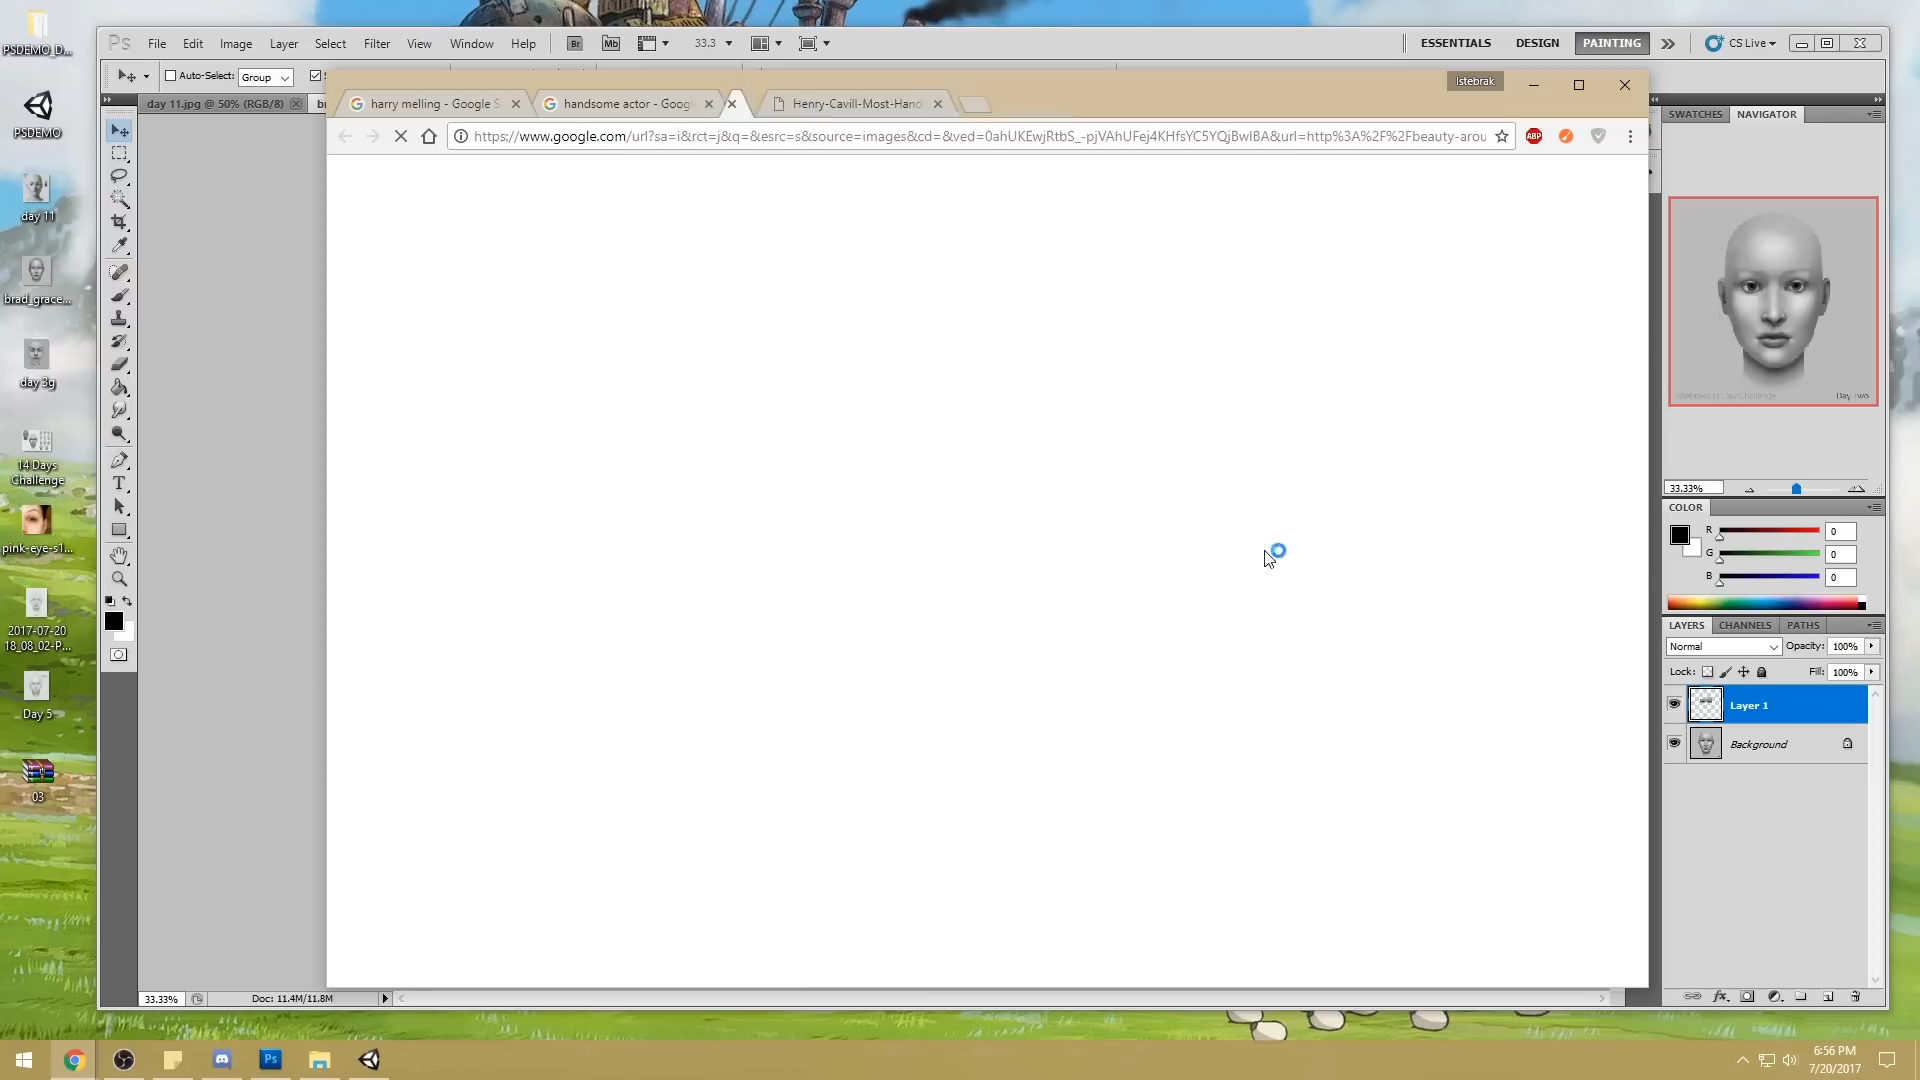 PSDEMO_D...
PSDEMO
day 11
brad_grace...
day 3g
14 Days
Challenge
pink-eye-s1...
2017-07-20
18_08_02-P...
Day 5
03
Ps
File Edit Image Layer Select Filter View Window Help
Br Mb 33.3
ESSENTIALS DESIGN PAINTING CS Live
Auto-Select: Group
day 11.jpg @ 50% (RGB/8)
Istebrak
harry melling - Google S
handsome actor - Goog
Henry-Cavill-Most-Hand
https://www.google.com/url?sa=i&rct=j&q=&esrc=s&source=images&cd=&ved=0ahUKEwjRtbS_-pjVAhUFej4KHfsYC5YQjBwIBA&url=http%3A%2F%2Fbeauty-arou
ABP
SWATCHES NAVIGATOR
Day Two
33.33%
COLOR
R 0
G 0
B 0
LAYERS CHANNELS PATHS
Normal Opacity: 100%
Lock: Fill: 100%
Layer 1
Background
fx
T
33.33% Doc: 11.4M/11.8M
Ps
6:56 PM
7/20/2017